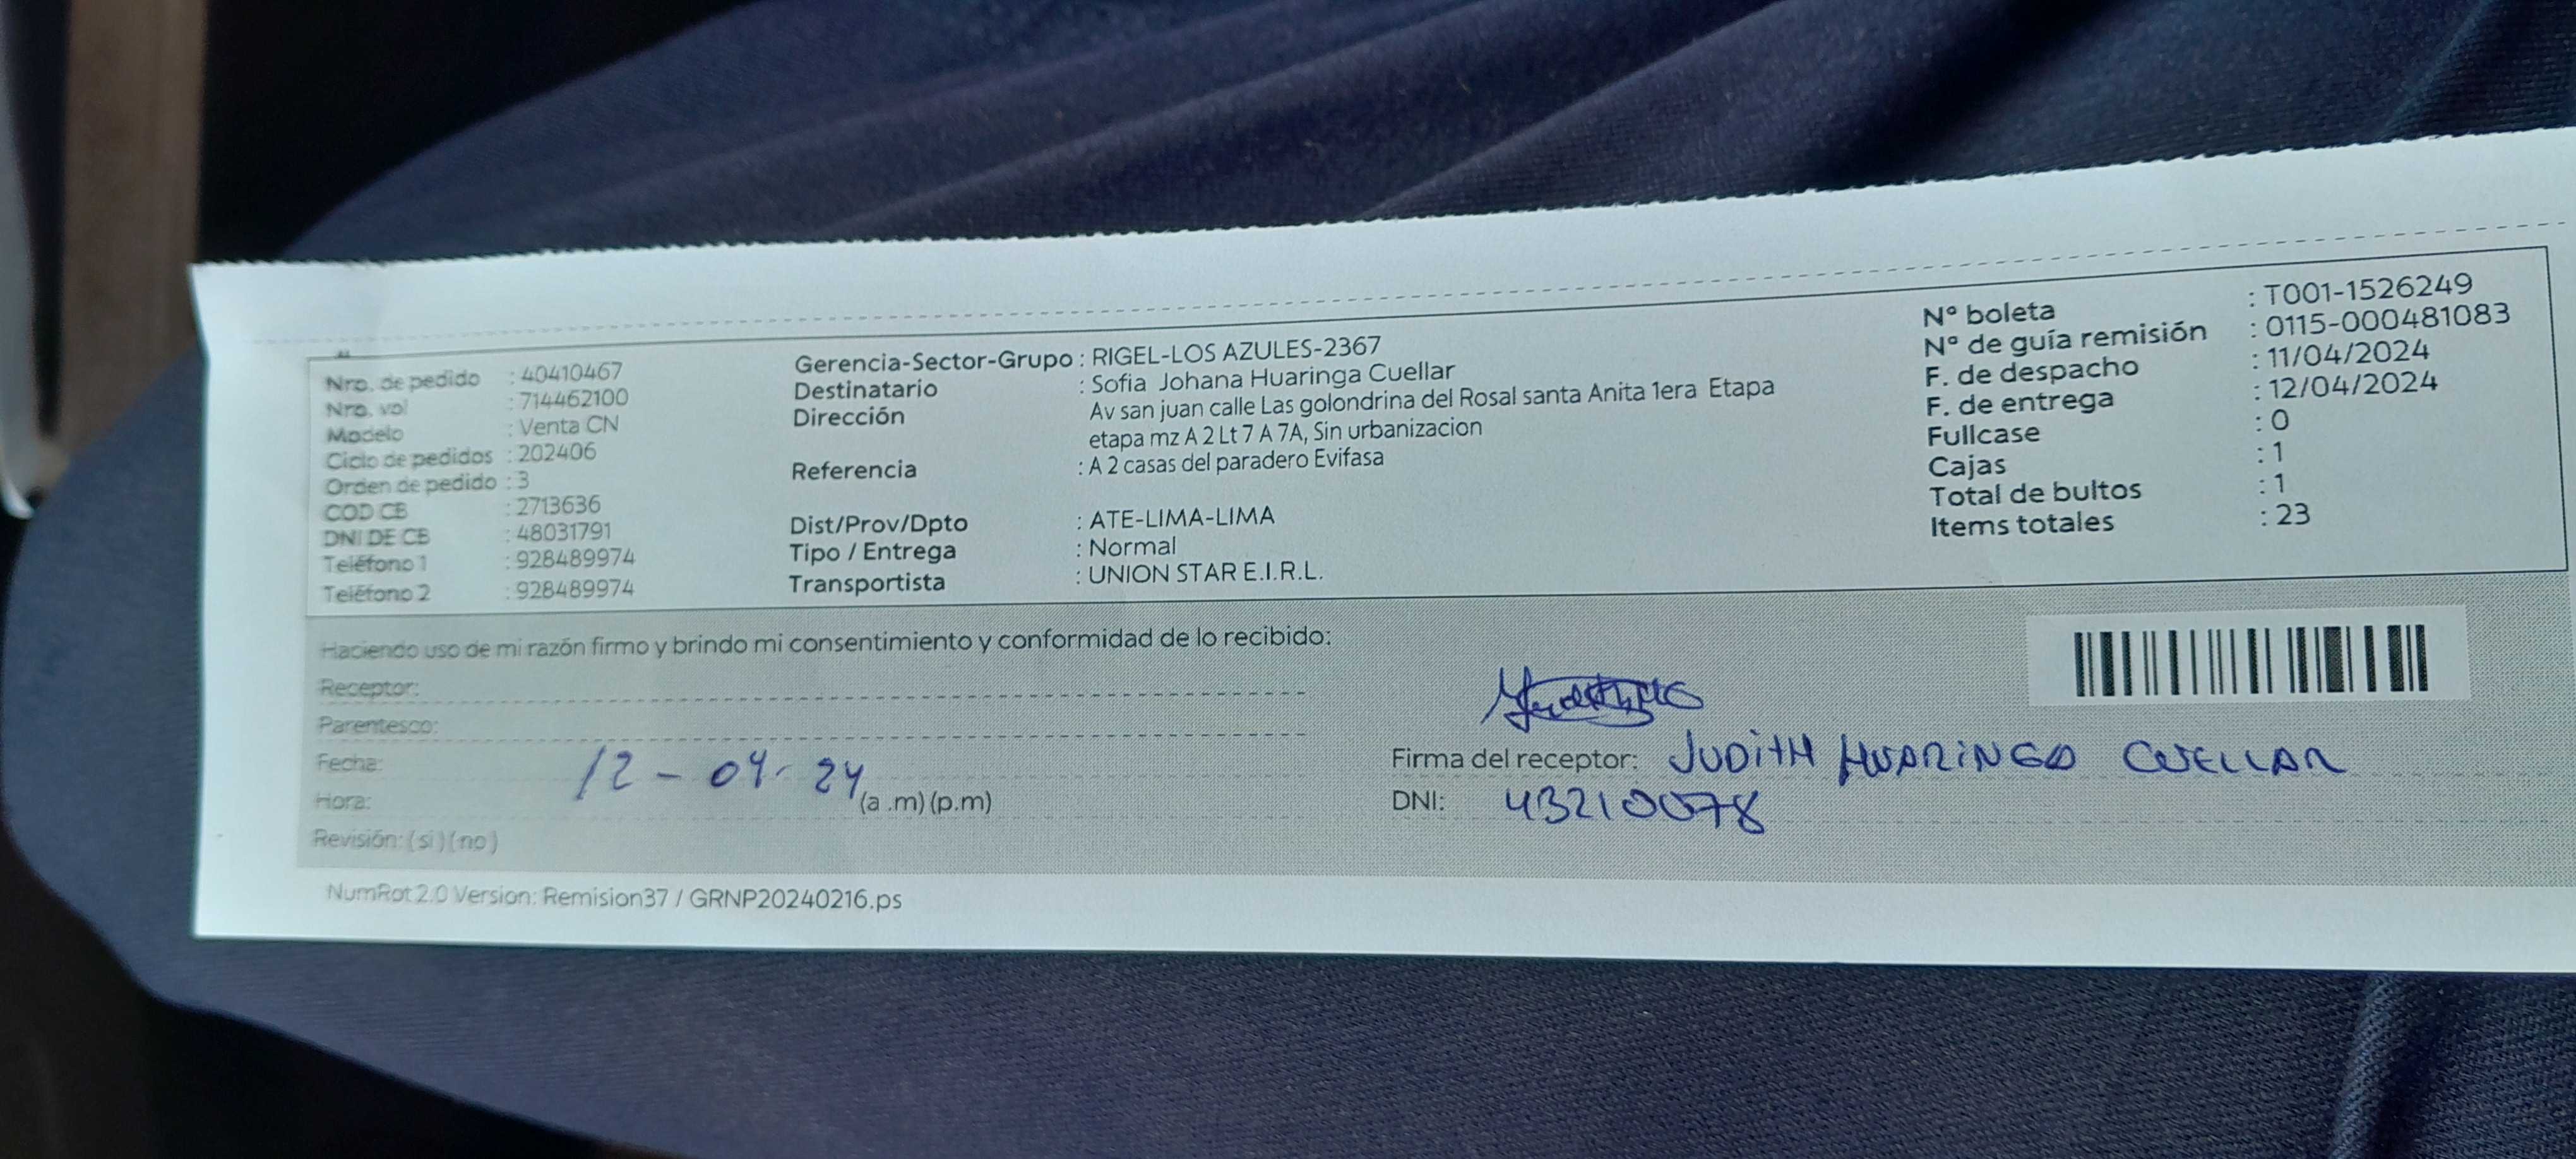 Nro. de pedido : 40410467
Nro. vol : 714462100
Modelo : Venta CN
Ciclo de pedidos : 202406
Orden de pedido : 3
COD CB : 2713636
DNI DE CB : 48031791
Teléfono 1 : 928489974
Teléfono 2 : 928489974
Gerencia-Sector-Grupo : RIGEL-LOS AZULES-2367
Destinatario : Sofia Johana Huaringa Cuellar
Dirección Av san juan calle Las golondrina del Rosal santa Anita 1era Etapa
etapa mz A 2 Lt 7 A 7A, Sin urbanizacion
Referencia : A 2 casas del paradero Evifasa
Dist/Prov/Dpto : ATE-LIMA-LIMA
Tipo / Entrega : Normal
Transportista : UNION STAR E.I.R.L.
N° boleta : T001-1526249
N° de guía remisión : 0115-000481083
F. de despacho : 11/04/2024
F. de entrega : 12/04/2024
Fullcase : 0
Cajas : 1
Total de bultos : 1
Items totales : 23
Haciendo uso de mi razón firmo y brindo mi consentimiento y conformidad de lo recibido:
Receptor:
Parentesco:
Fecha: 12-04-24
Hora: (a .m) (p.m)
Revisión: ( si ) ( no )
Firma del receptor: JUDITH HUARINGA CUELLAR
DNI: 43210078
NumRot 2.0 Version: Remision37 / GRNP20240216.ps